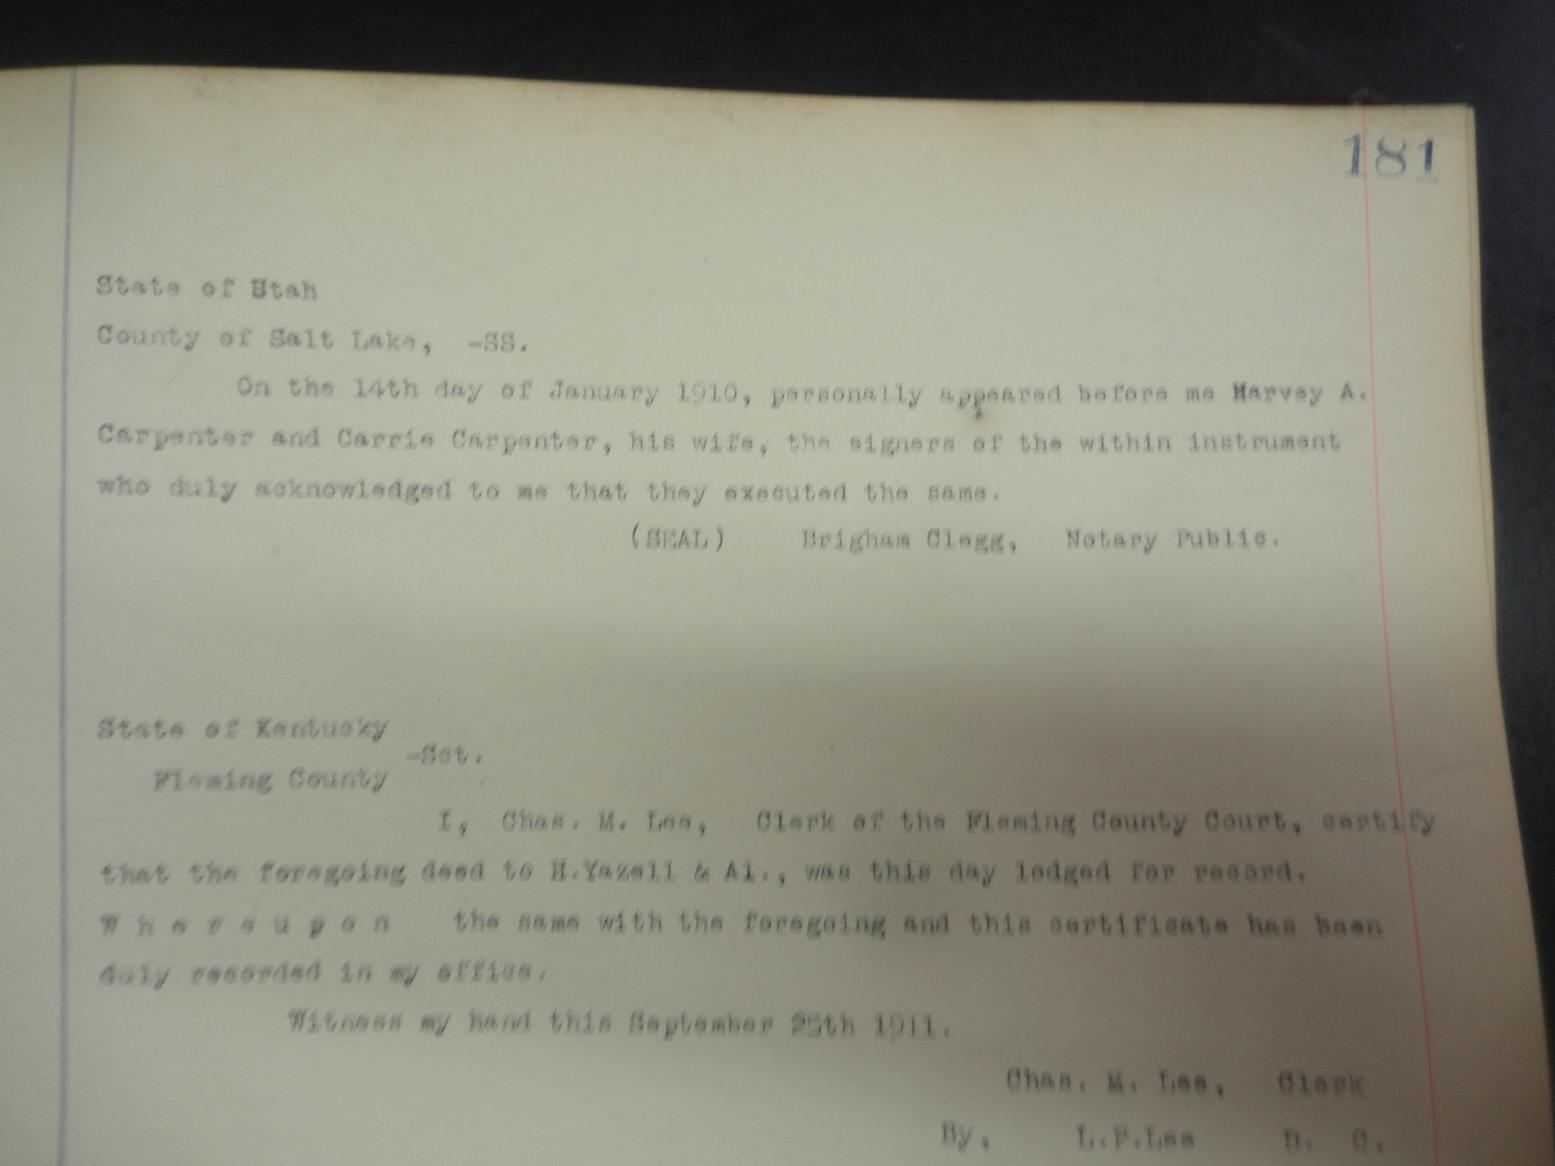 181
State of Utah
County of Salt Lake, -SS.
On the 14th day of January 1910, personally appeared before me Harvey A.
Carpenter and Carrie Carpenter, his wife, the signers of the within instrument
who duly acknowledged to me that they executed the same.
(SEAL) Brigham Clegg, Notary Public.
State of Kentucky
-Sct.
Fleming County
I, Chas. M. Lee, Clerk of the Fleming County Court, certify
that the foregoing deed to H.Yazell & Al., was this day lodged for record.
W h e r e u p o n the same with the foregoing and this certificate has been
duly recorded in my office.
Witness my hand this September 25th 1911.
Chas. M. Lee, Clerk
By, L.P.Lee D. C.